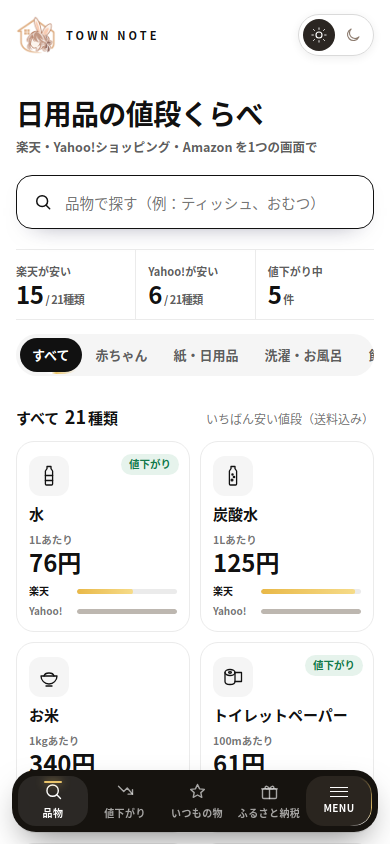 TOWN NOTE
日用品の値段くらべ
楽天・Yahoo!ショッピング・Amazon を1つの画面で
品物で探す（例：ティッシュ、おむつ）
楽天が安い
15 / 21種類
Yahoo!が安い
6 / 21種類
値下がり中
5件
すべて 赤ちゃん 紙・日用品 洗濯・お風呂
すべて 21種類
いちばん安い値段（送料込み）
値下がり
水
1Lあたり
76円
楽天
Yahoo!
炭酸水
1Lあたり
125円
楽天
Yahoo!
お米
1kgあたり
340円
値下がり
トイレットペーパー
100mあたり
61円
品物 値下がり いつもの物 ふるさと納税 MENU